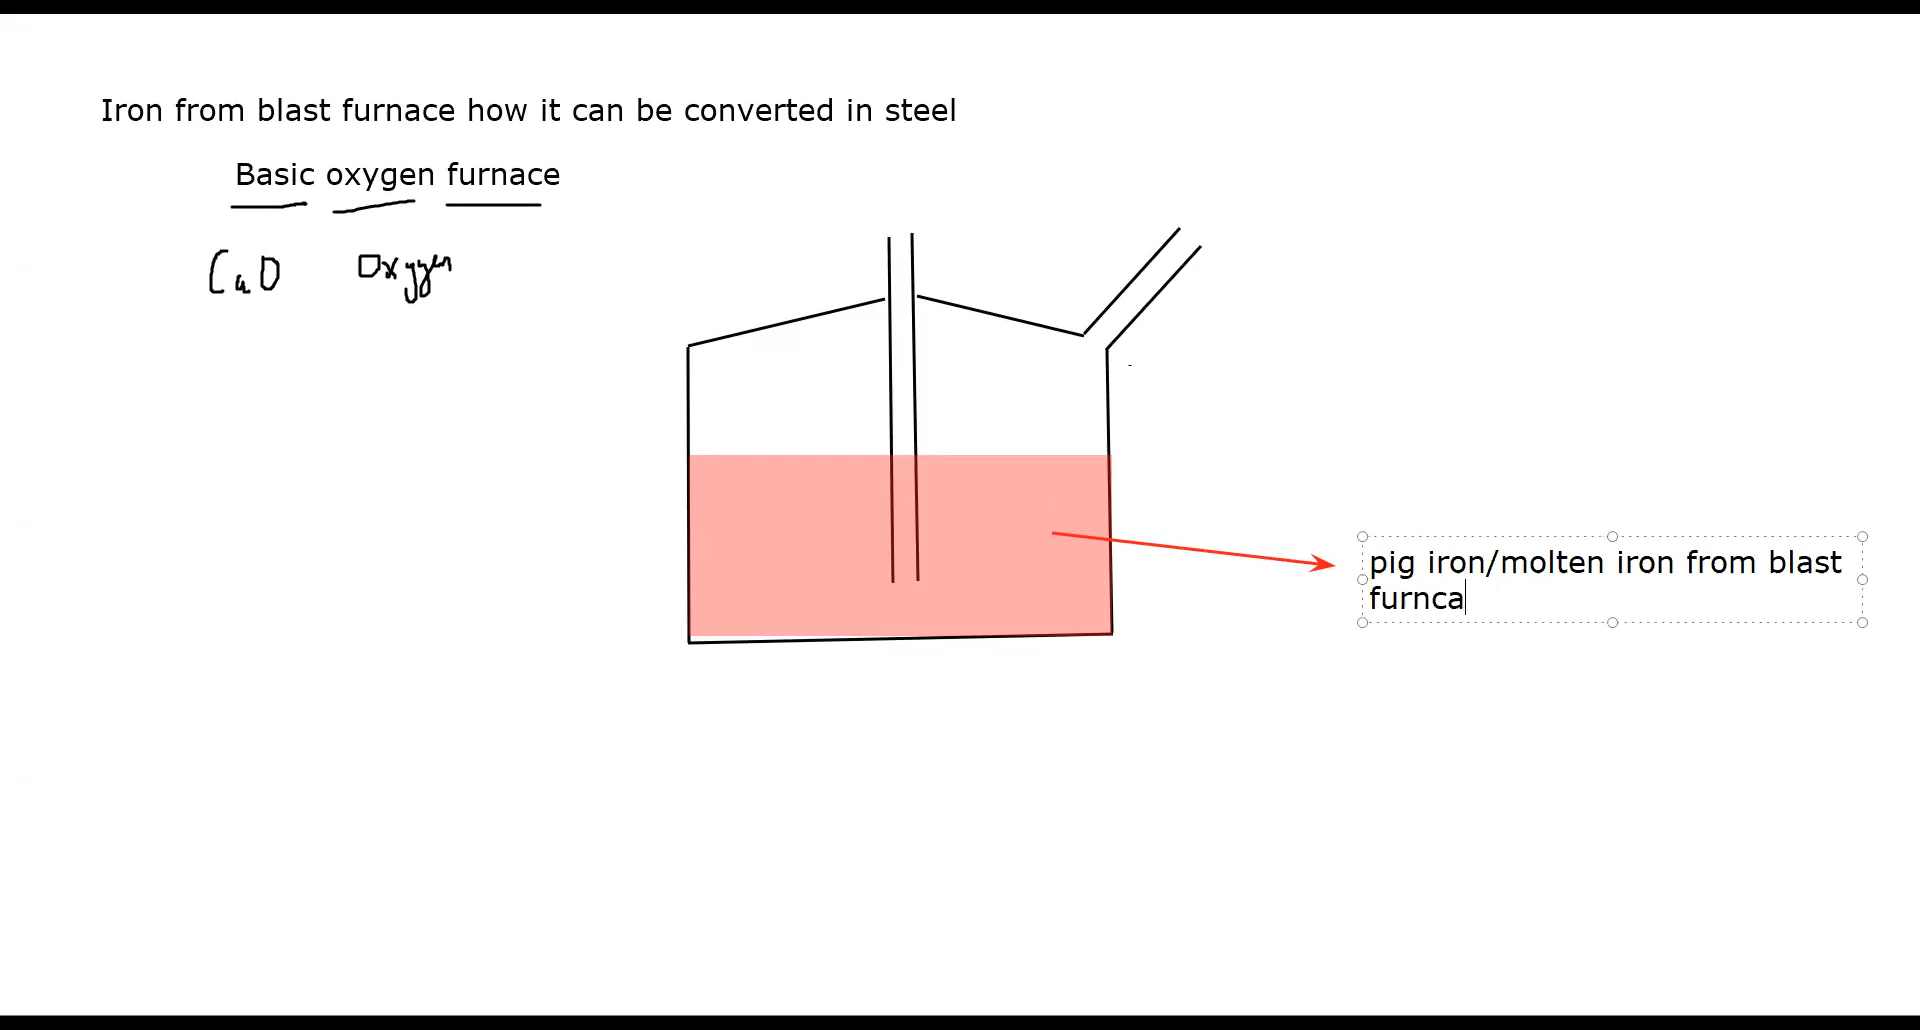 Iron from blast furnace how it can be converted in steel
Basic oxygen furnace
CaO Oxygen
pig iron/molten iron from blast
furnca